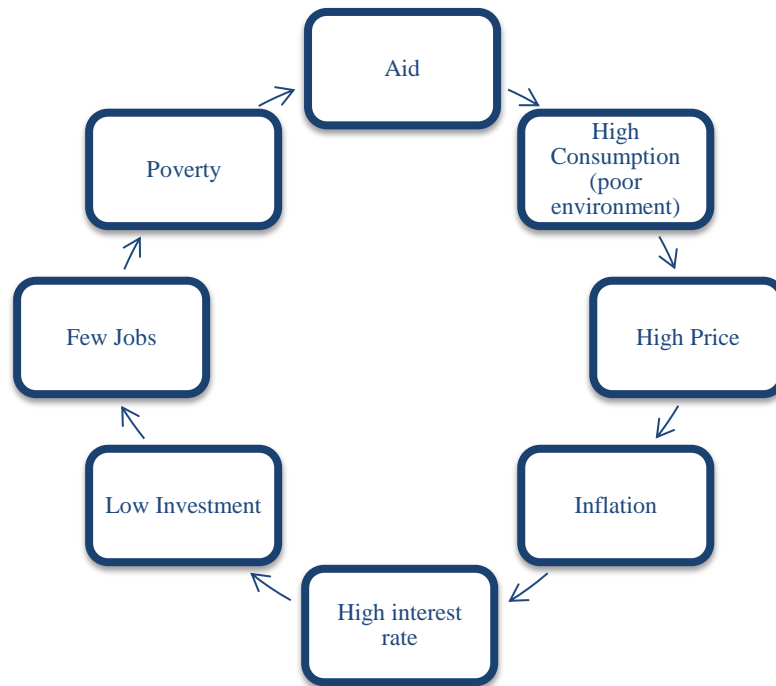 Aid
High
Consumption
(poor
environment)
High Price
Inflation
High interest
rate
Low Investment
Few Jobs
Poverty